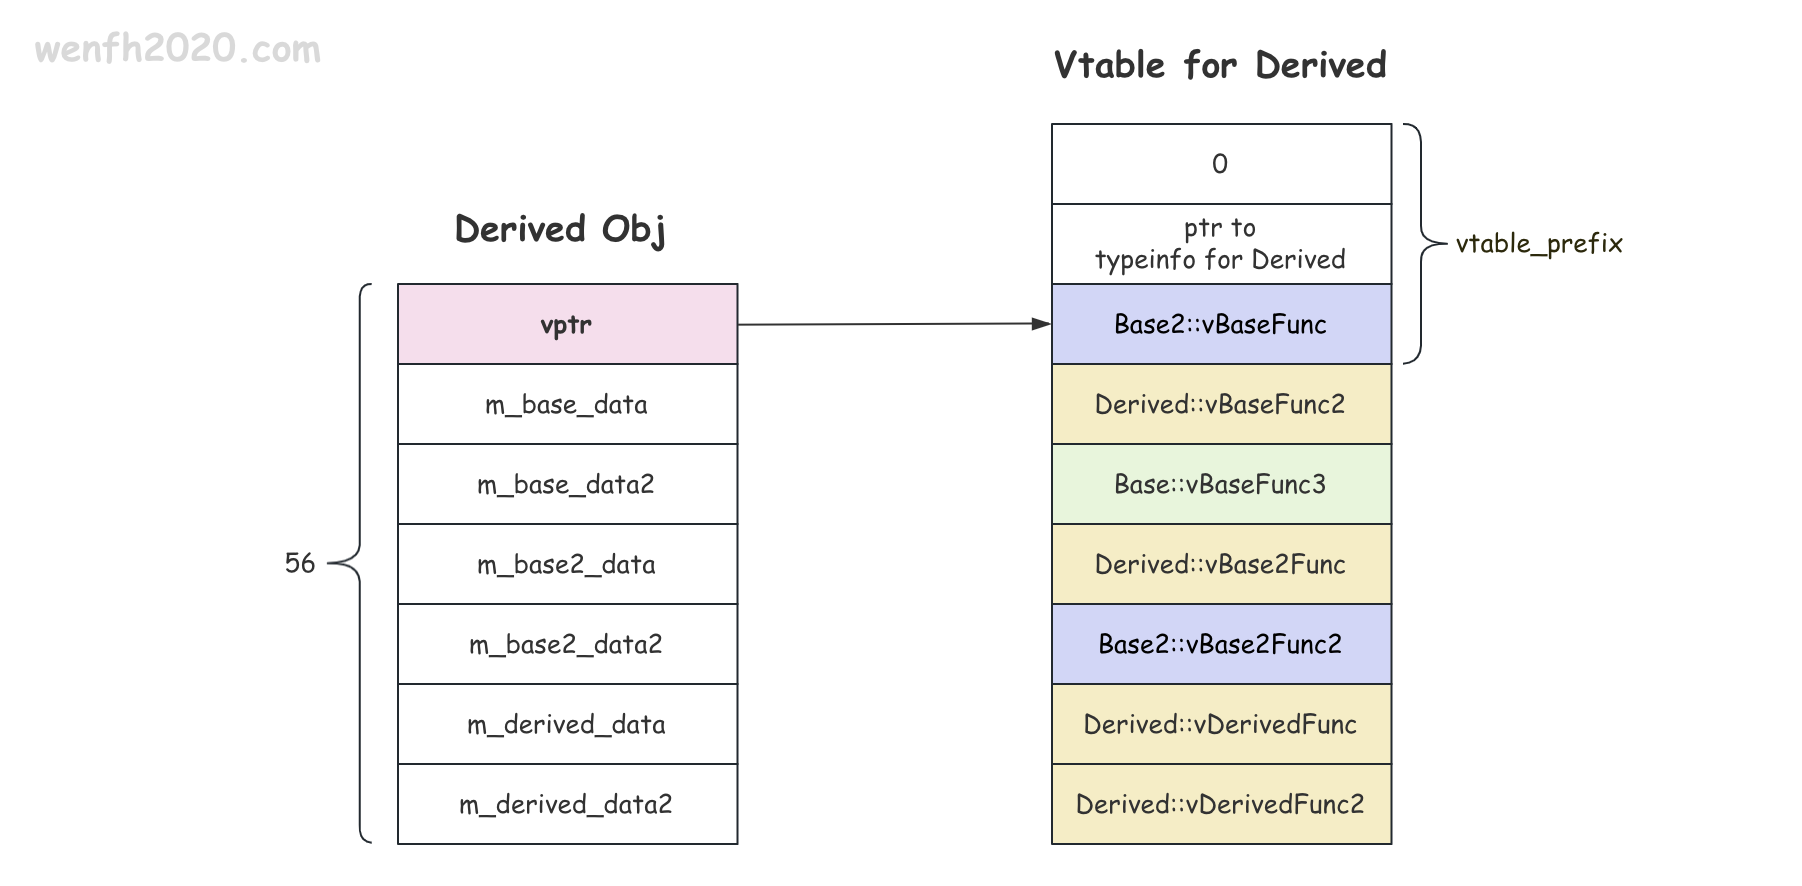 wenfh2020.com
Vtable for Derived
0
ptr to
typeinfo for Derived
vtable_prefix
Derived Obj
vptr
Base2::vBaseFunc
m_base_data
Derived::vBaseFunc2
m_base_data2
Base::vBaseFunc3
56
m_base2_data
Derived::vBase2Func
m_base2_data2
Base2::vBase2Func2
m_derived_data
Derived::vDerivedFunc
m_derived_data2
Derived::vDerivedFunc2